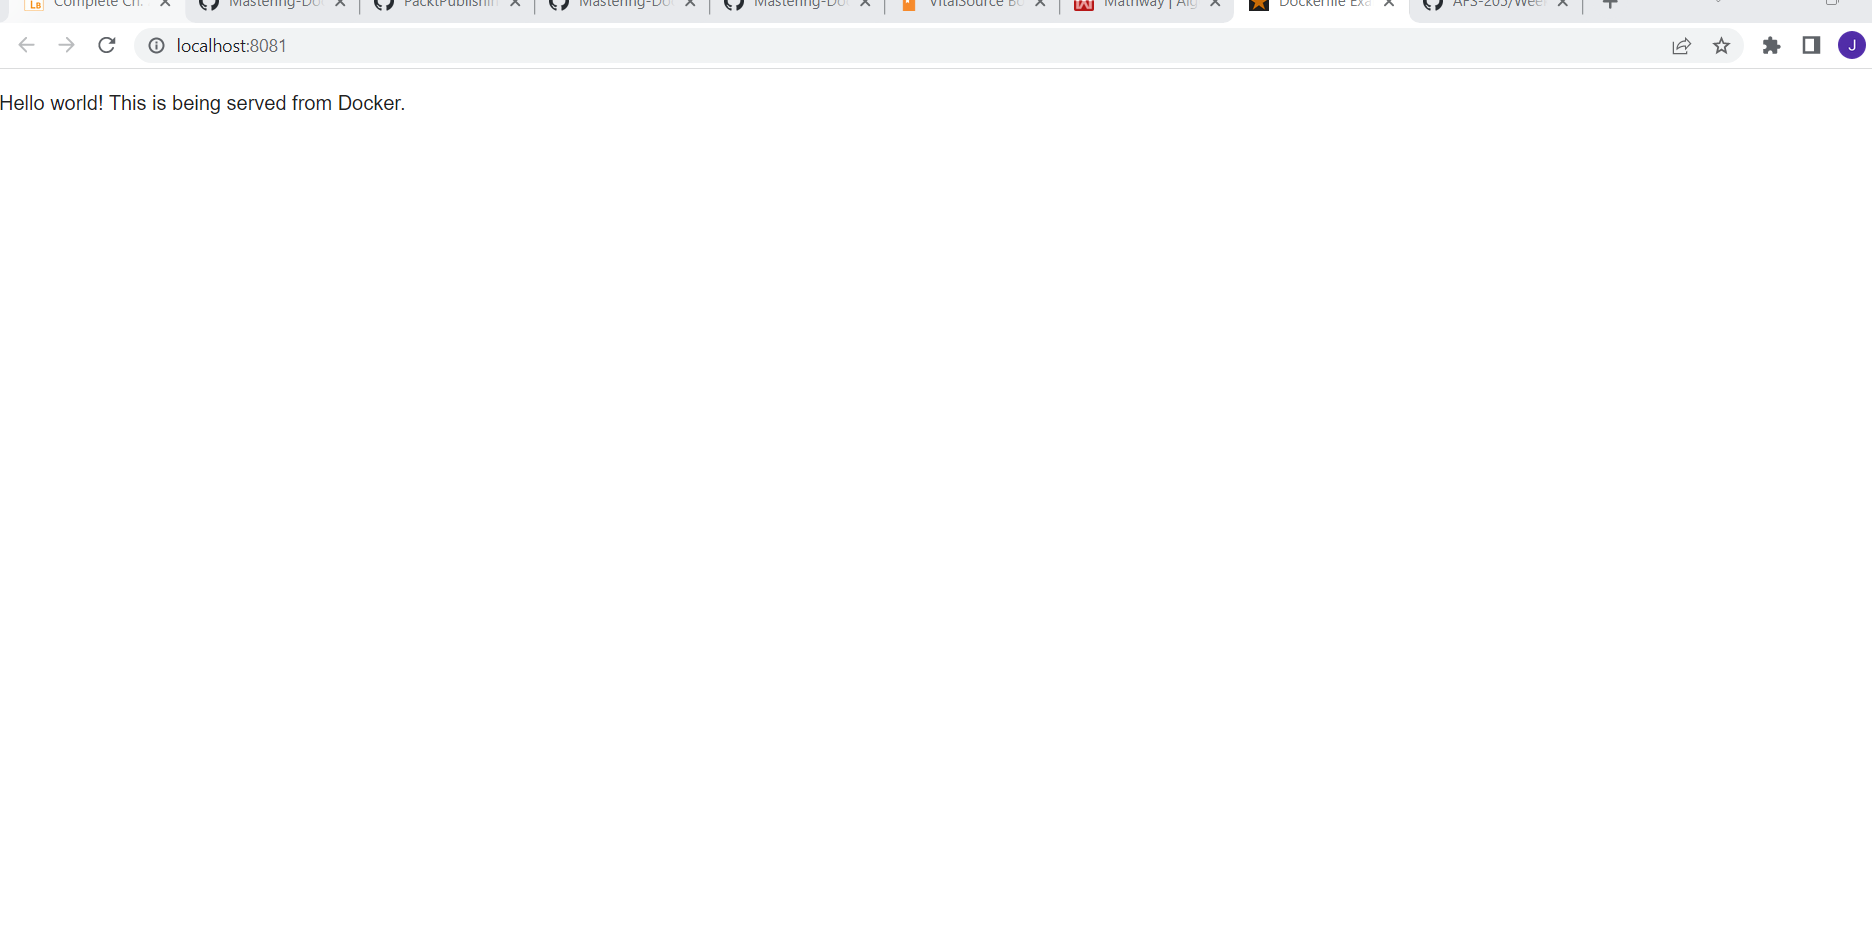 Complete Ch.
Mastering-Do
PacktPublishin
Mastering-Do
Mastering-Do
VitalSource Bo
Mathway | Alg
Dockerfile Exa
AFS-205/Wee
localhost:8081
J
Hello world! This is being served from Docker.